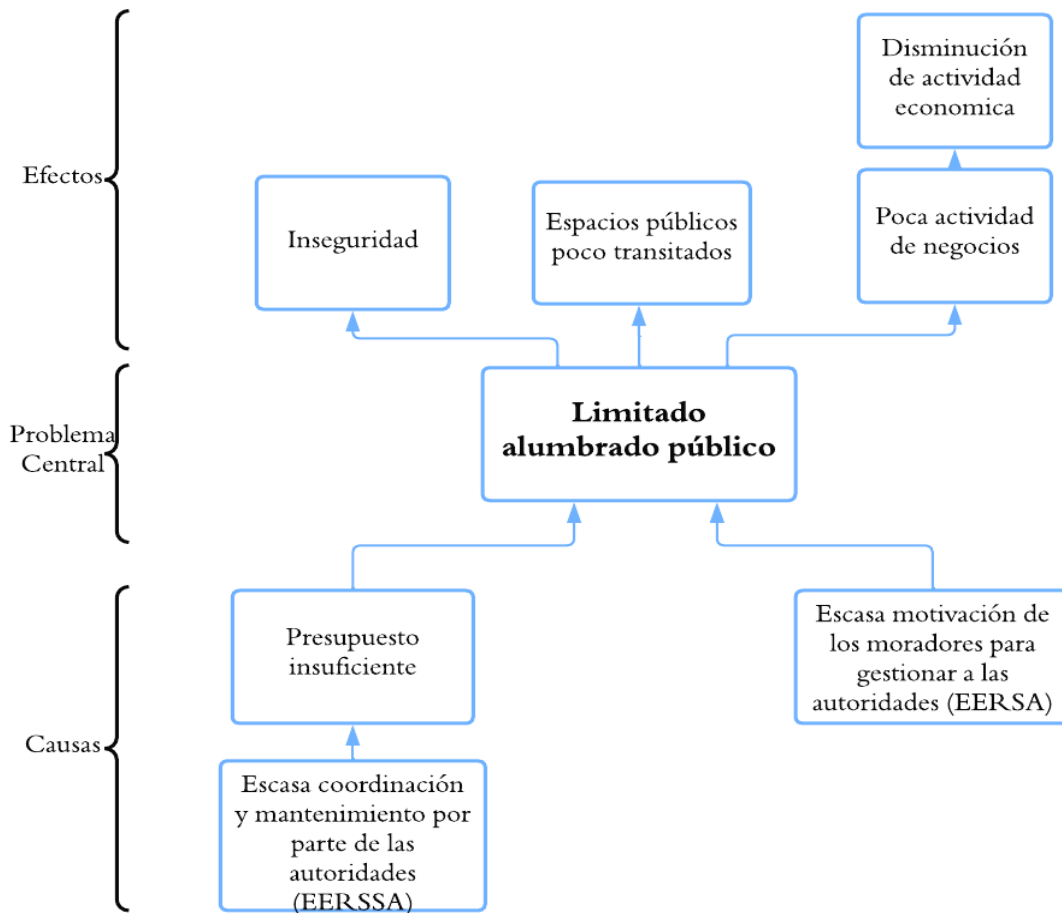 Disminución
de actividad
economica
Efectos
Inseguridad
Espacios públicos
poco transitados
Poca actividad
de negocios
Problema
Central
Limitado
alumbrado público
Causas
Presupuesto
insuficiente
Escasa motivación de
los moradores para
gestionar a las
autoridades (EERSA)
Escasa coordinación
y mantenimiento por
parte de las
autoridades
(EERSSA)